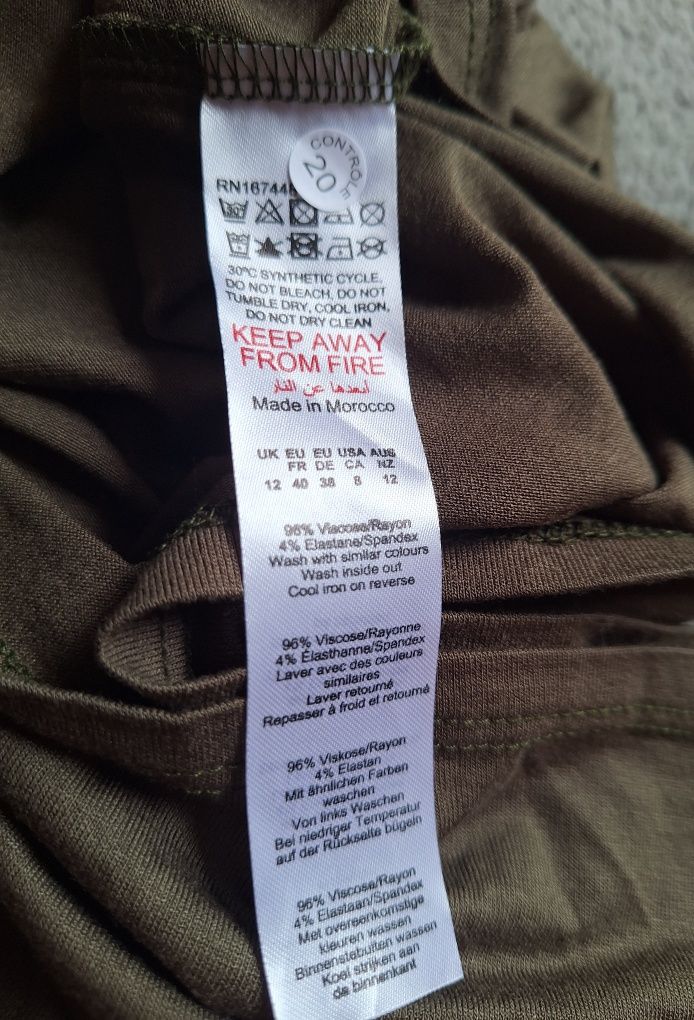 CONTROLE
20
RN16744
30°C SYNTHETIC CYCLE,
DO NOT BLEACH, DO NOT
TUMBLE DRY, COOL IRON,
DO NOT DRY CLEAN
KEEP AWAY
FROM FIRE
أبعدها عن النار
Made in Morocco
UK EU EU USA AUS
FR DE CA NZ
12 40 38 8 12
96% Viscose/Rayon
4% Elastane/Spandex
Wash with similar colours
Wash inside out
Cool iron on reverse
96% Viscose/Rayonne
4% Élasthanne/Spandex
Laver avec des couleurs
similaires
Laver retourné
Repasser à froid et retourné
96% Viskose/Rayon
4% Elastan
Mit ähnlichen Farben
waschen
Von links Waschen
Bei niedriger Temperatur
auf der Rückseite bügeln
96% Viscose/Rayon
4% Elastaan/Spandex
Met overeenkomstige
kleuren wassen
Binnenstebuiten wassen
Koel strijken aan
de binnenkant